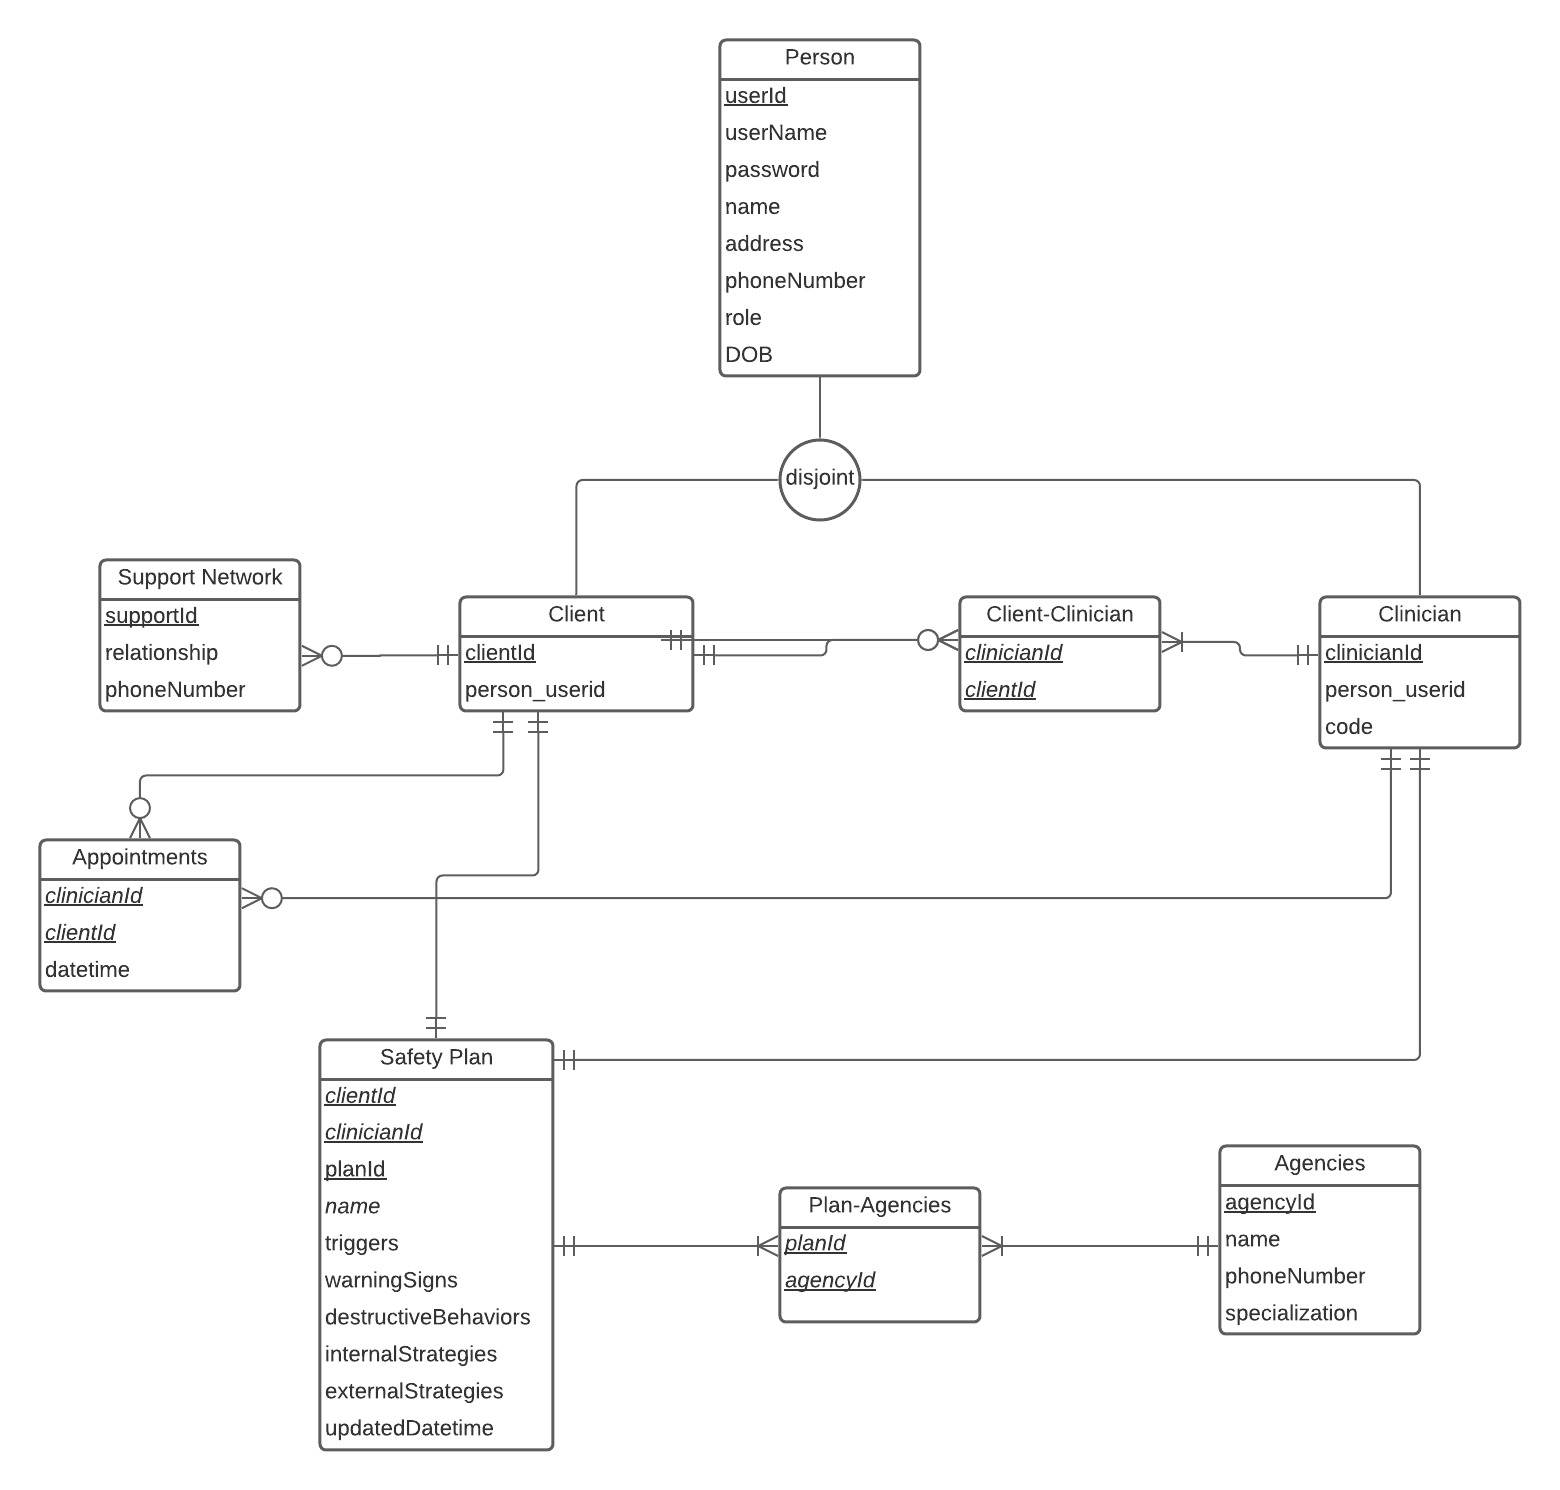 Person
userId
userName
password
name
address
phoneNumber
role
DOB
disjoint
Support Network
supportId
relationship
phoneNumber
Client
clientId
person_userid
Client-Clinician
clinicianId
clientId
Clinician
clinicianId
person_userid
code
Appointments
clinicianId
clientId
datetime
Safety Plan
clientId
clinicianId
planId
name
triggers
warningSigns
destructiveBehaviors
internalStrategies
externalStrategies
updatedDatetime
Plan-Agencies
planId
agencyId
Agencies
agencyId
name
phoneNumber
specialization